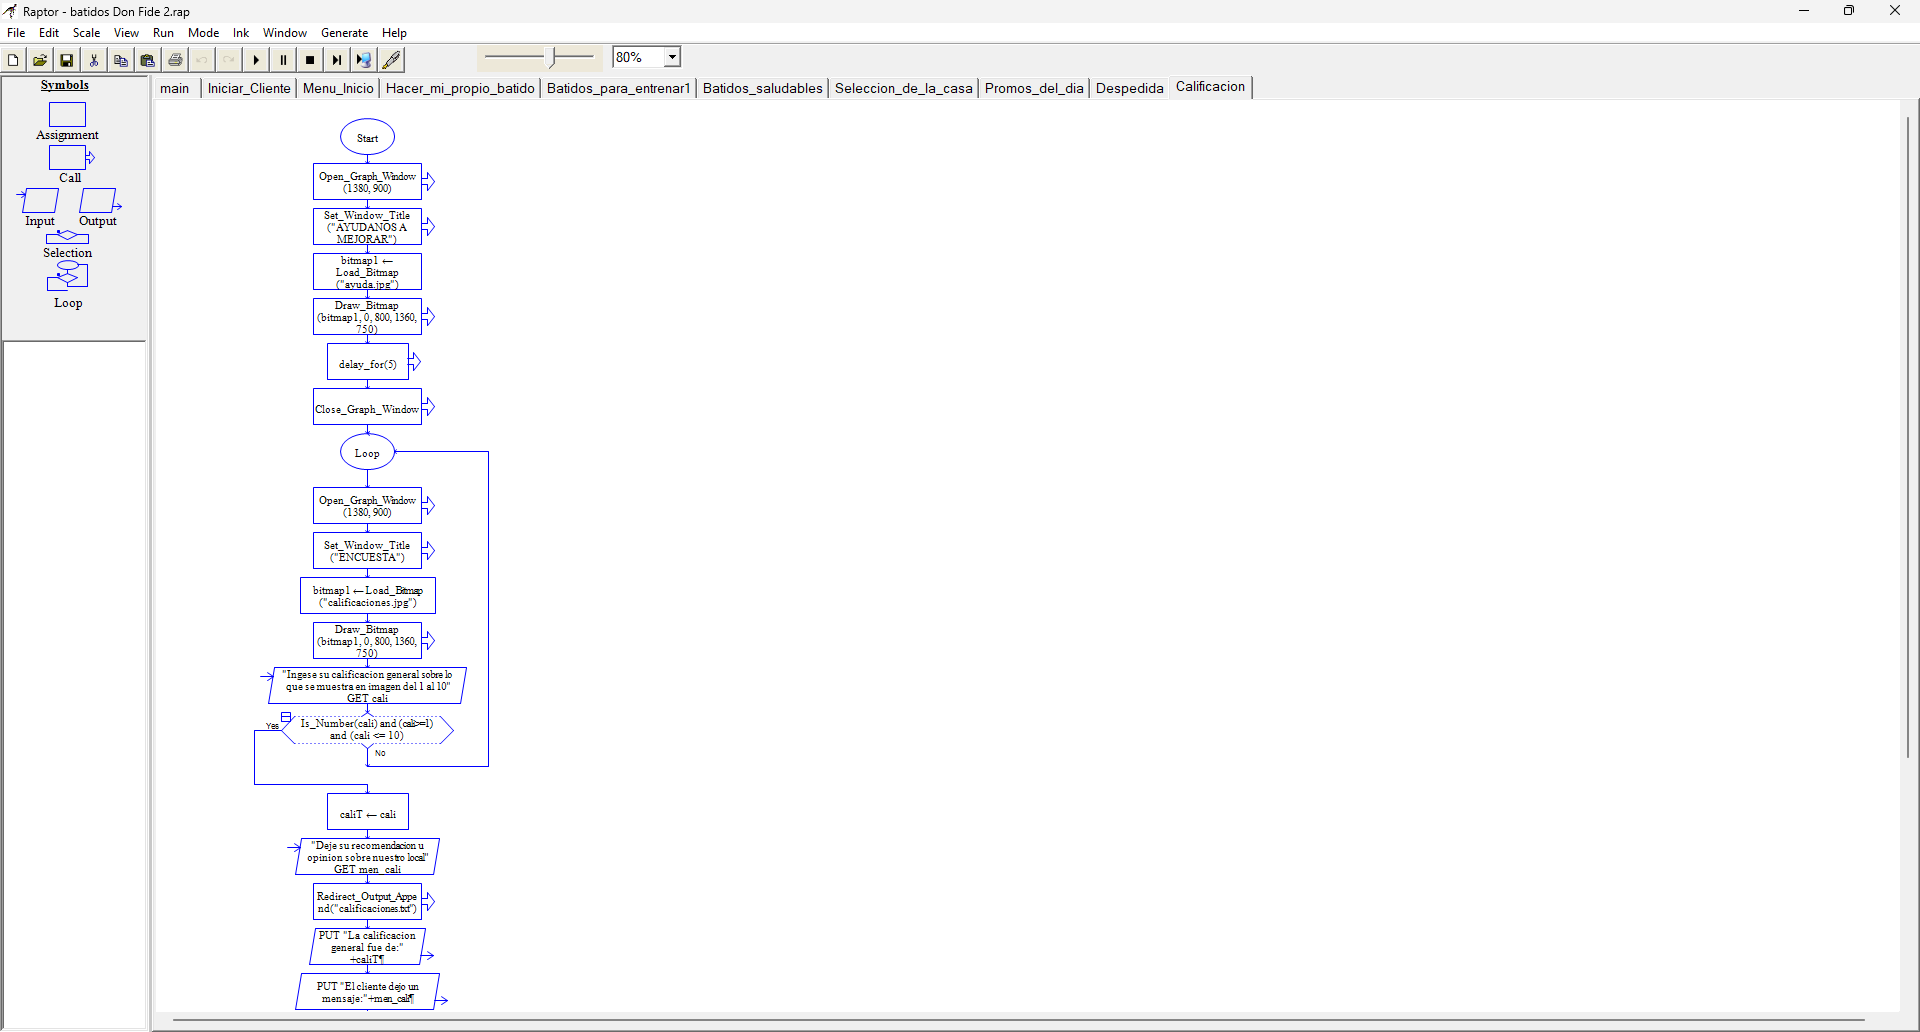 Raptor - batidos Don Fide 2.rap
File Edit Scale View Run Mode Ink Window Generate Help
80%
Symbols
Assignment
Call
Input Output
Selection
Loop
main Iniciar_Cliente Menu_Inicio Hacer_mi_propio_batido Batidos_para_entrenar1 Batidos_saludables Seleccion_de_la_casa Promos_del_dia Despedida Calificacion
Start
Open_Graph_Window
(1380, 900)
Set_Window_Title
("AYUDANOS A
MEJORAR")
bitmap1 ←
Load_Bitmap
("ayuda.jpg")
Draw_Bitmap
(bitmap1, 0, 800, 1360,
750)
delay_for(5)
Close_Graph_Window
Loop
Open_Graph_Window
(1380, 900)
Set_Window_Title
("ENCUESTA")
bitmap1 ← Load_Bitmap
("calificaciones.jpg")
Draw_Bitmap
(bitmap1, 0, 800, 1360,
750)
"Ingese su calificacion general sobre lo
que se muestra en imagen del 1 al 10"
GET cali
Yes
Is_Number(cali) and (cali>=1)
and (cali <= 10)
No
caliT ← cali
"Deje su recomendacion u
opinion sobre nuestro local"
GET men_cali
Redirect_Output_Appe
nd("calificaciones.txt")
PUT "La calificacion
general fue de:"
+caliT¶
PUT "El cliente dejo un
mensaje:"+men_cali¶